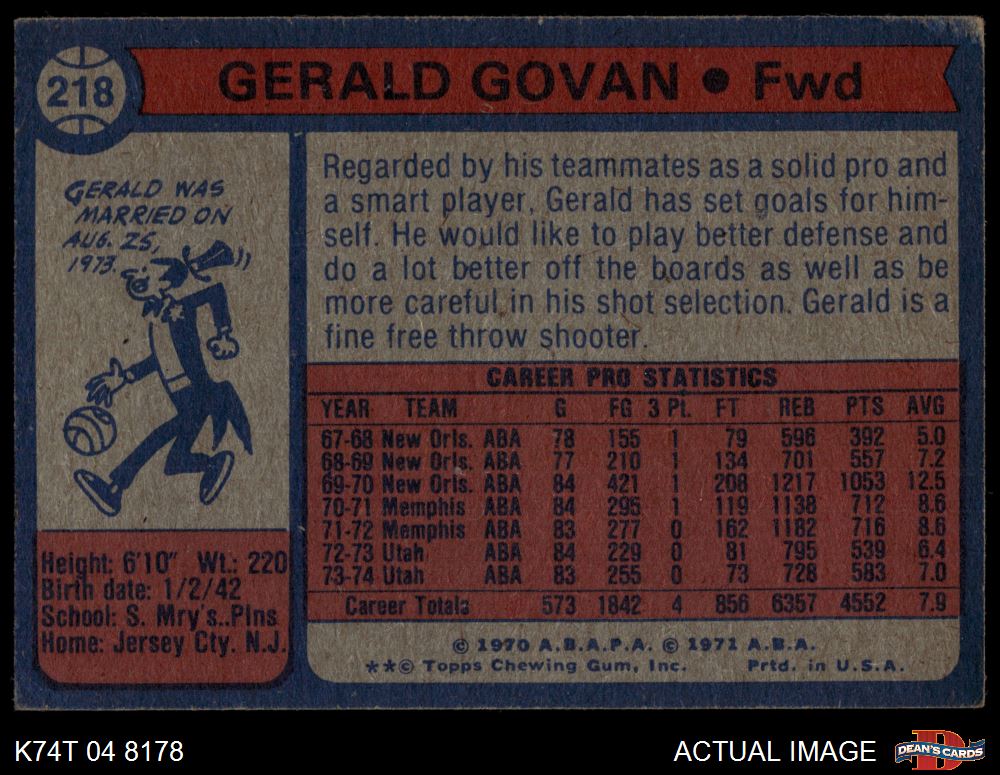 218
GERALD GOVAN • Fwd
GERALD WAS
MARRIED ON
AUG. 25,
1973.
Regarded by his teammates as a solid pro and
a smart player, Gerald has set goals for him-
self. He would like to play better defense and
do a lot better off the boards as well as be
more careful in his shot selection. Gerald is a
fine free throw shooter.
CAREER PRO STATISTICS
YEAR TEAM G FG 3 Pt. FT REB PTS AVG
67-68 New Orls. ABA 78 155 1 79 596 392 5.0
68-69 New Orls. ABA 77 210 1 134 701 557 7.2
69-70 New Orls. ABA 84 421 1 208 1217 1053 12.5
70-71 Memphis ABA 84 295 1 119 1138 712 8.6
71-72 Memphis ABA 83 277 0 162 1182 716 8.6
72-73 Utah ABA 84 229 0 81 795 539 6.4
73-74 Utah ABA 83 255 0 73 728 583 7.0
Career Totals 573 1842 4 856 6357 4552 7.9
Height: 6'10" Wt.: 220
Birth date: 1/2/42
School: S. Mry's.Plns
Home: Jersey Cty. N.J.
© 1970 A.B.A.P.A. © 1971 A.B.A.
**© Topps Chewing Gum, Inc. Prtd. in U.S.A.
K74T 04 8178
ACTUAL IMAGE
DEAN'S CARDS